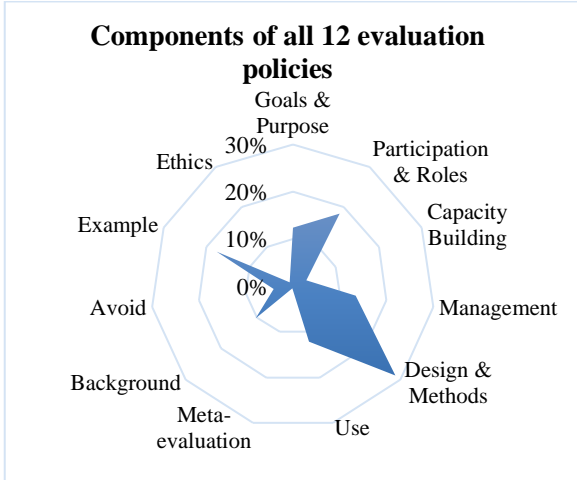 Components of all 12 evaluation
policies
Goals &
Purpose
Participation
& Roles
Capacity
Building
Management
Design &
Methods
Use
Meta-
evaluation
Background
Avoid
Example
Ethics
30%
20%
10%
0%